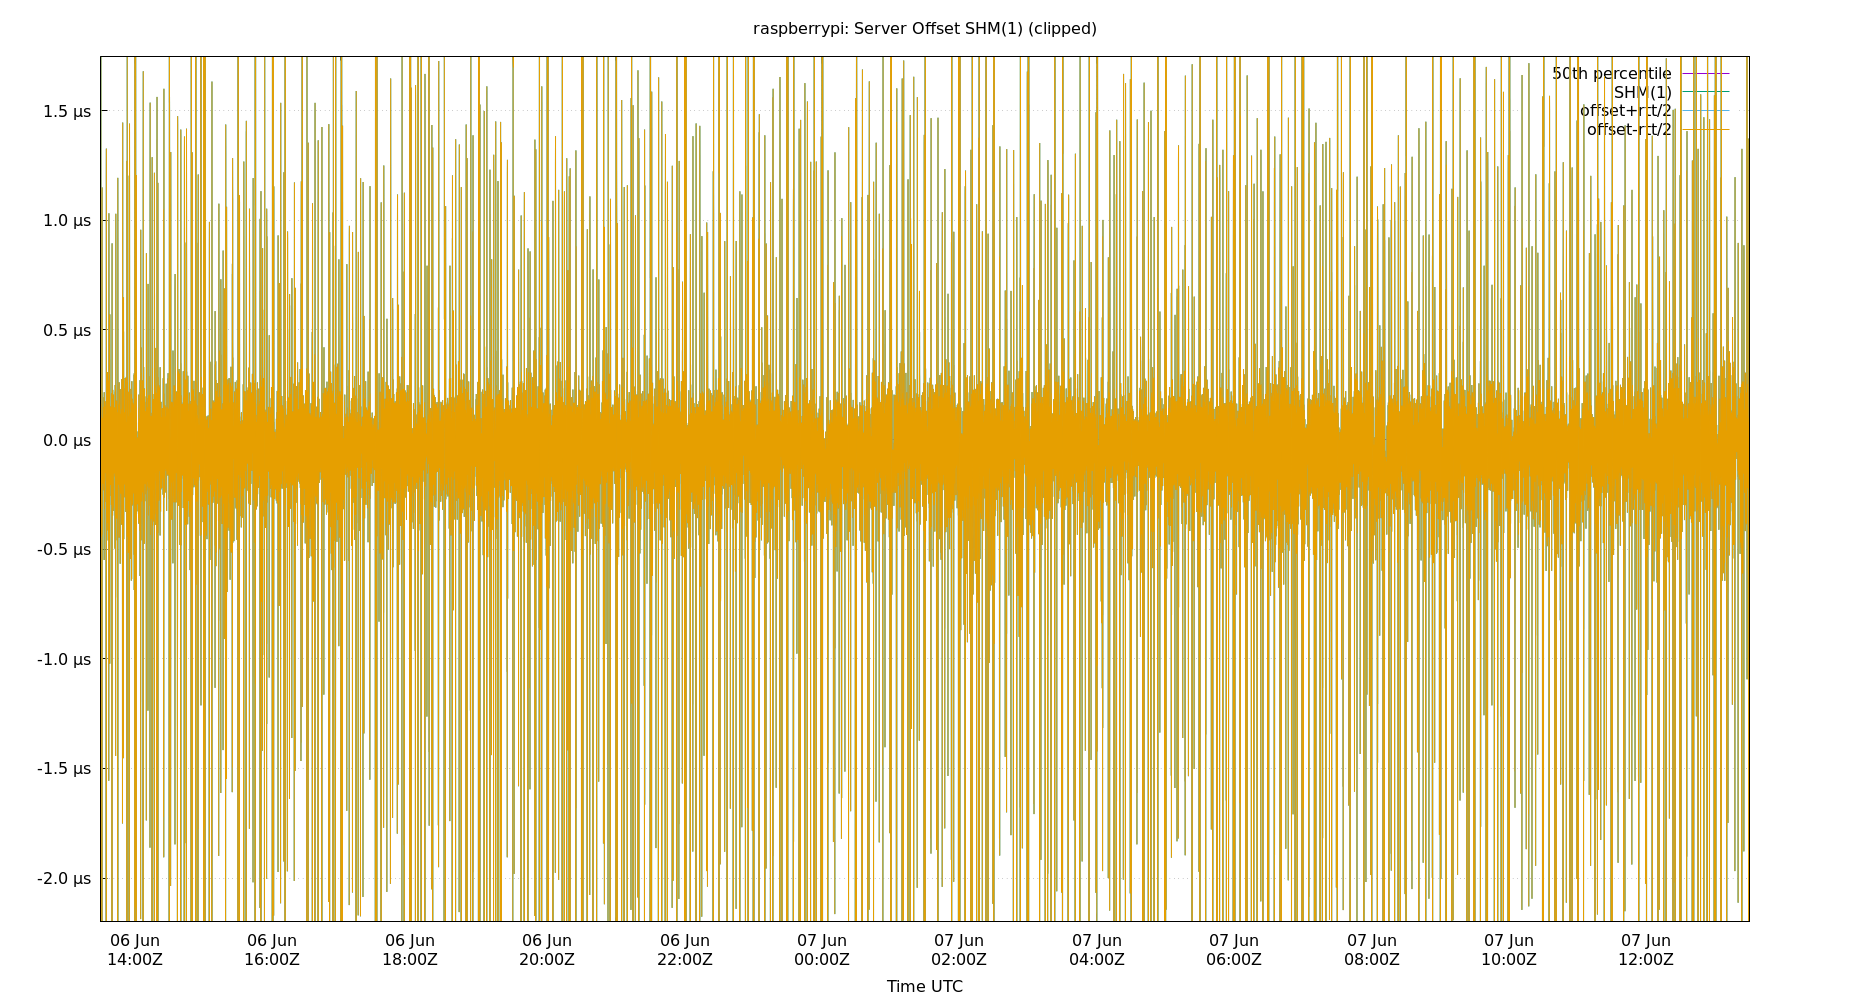 raspberrypi: Server Offset SHM(1) (clipped)
50th percentile
SHM(1)
offset+rtt/2
offset-rtt/2
1.5 µs
1.0 µs
0.5 µs
0.0 µs
-0.5 µs
-1.0 µs
-1.5 µs
-2.0 µs
06 Jun 06 Jun 06 Jun 06 Jun 06 Jun 07 Jun 07 Jun 07 Jun 07 Jun 07 Jun 07 Jun 07 Jun
14:00Z 16:00Z 18:00Z 20:00Z 22:00Z 00:00Z 02:00Z 04:00Z 06:00Z 08:00Z 10:00Z 12:00Z
Time UTC